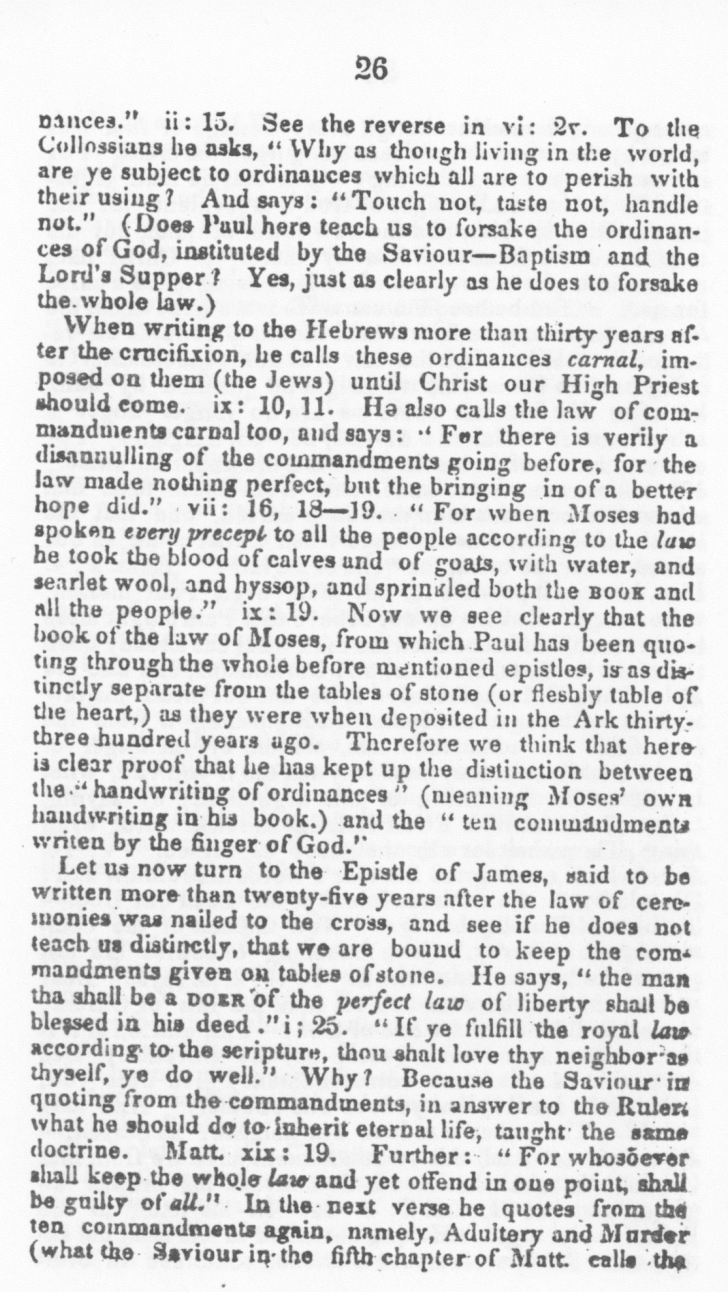 26
nances." ii: 15. See the reverse in vi: 2v. To the
Collossians he asks, "Why as though living in the world,
are ye subject to ordinances which all are to perish with
their using? And says: "Touch not, taste not, handle
not." (Does Paul here teach us to forsake the ordinan-
ces of God, instituted by the Saviour—Baptism and the
Lord's Supper? Yes, just as clearly as he does to forsake
the whole law.)
When writing to the Hebrews more than thirty years af-
ter the crucifixion, he calls these ordinances carnal, im-
posed on them (the Jews) until Christ our High Priest
should come. ix: 10, 11. He also calls the law of com-
mandments carnal too, and says: "For there is verily a
disannulling of the commandments going before, for the
law made nothing perfect, but the bringing in of a better
hope did." vii: 16, 18—19. "For when Moses had
spoken every precept to all the people according to the law
he took the blood of calves and of goats, with water, and
searlet wool, and hyssop, and sprinkled both the BOOK and
all the people." ix: 19. Now we see clearly that the
book of the law of Moses, from which Paul has been quo-
ting through the whole before mentioned epistles, is as dis-
tinctly separate from the tables of stone (or fleshly table of
the heart,) as they were when deposited in the Ark thirty-
three hundred years ago. Therefore we think that here
is clear proof that he has kept up the distinction between
the "handwriting of ordinances" (meaning Moses' own
handwriting in his book.) and the "ten commandments
writen by the finger of God."
Let us now turn to the Epistle of James, said to be
written more than twenty-five years after the law of cere-
monies was nailed to the cross, and see if he does not
teach us distinctly, that we are bound to keep the com-
mandments given on tables of stone. He says, "the man
tha shall be a DOER of the perfect law of liberty shall be
blessed in his deed ." i; 25. "If ye fulfill the royal law
according to the scripture, thou shalt love thy neighbor as
thyself, ye do well." Why? Because the Saviour in
quoting from the commandments, in answer to the Ruler,
what he should do to inherit eternal life, taught the same
doctrine. Matt. xix: 19. Further: "For whosoever
shall keep the whole law and yet offend in one point, shall
be guilty of all." In the next verse he quotes from the
ten commandments again, namely, Adultery and Murder
(what the Saviour in the fifth chapter of Matt. calls the